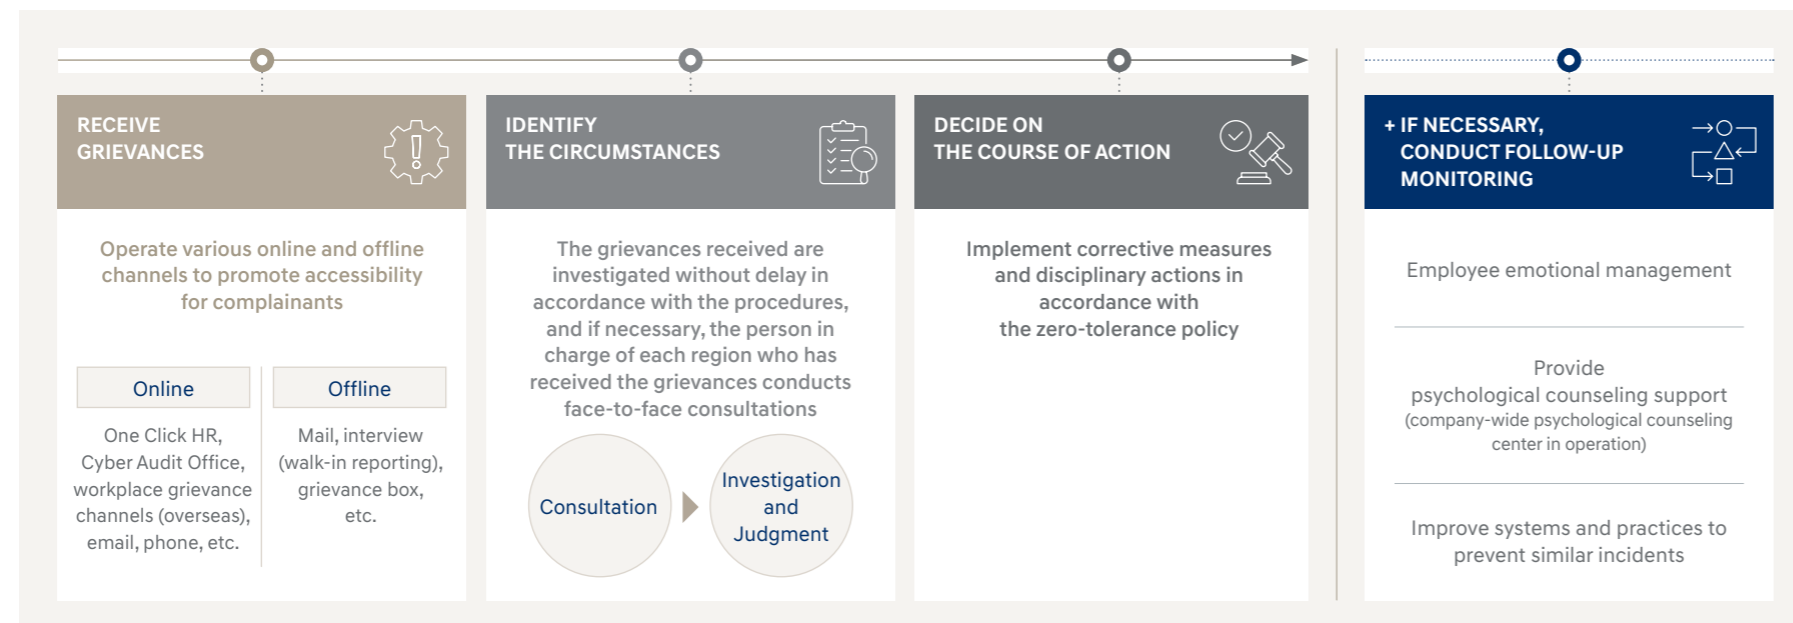 RECEIVE
GRIEVANCES
Operate various online and offline
channels to promote accessibility
for complainants
Online
One Click HR,
Cyber Audit Office,
workplace grievance
channels (overseas),
email, phone, etc.
Offline
Mail, interview
(walk-in reporting),
grievance box,
etc.
IDENTIFY
THE CIRCUMSTANCES
The grievances received are
investigated without delay in
accordance with the procedures,
and if necessary, the person in
charge of each region who has
received the grievances conducts
face-to-face consultations
Consultation
Investigation
and
Judgment
DECIDE ON
THE COURSE OF ACTION
Implement corrective measures
and disciplinary actions in
accordance with
the zero-tolerance policy
+ IF NECESSARY,
CONDUCT FOLLOW-UP
MONITORING
Employee emotional management
Provide
psychological counseling support
(company-wide psychological counseling
center in operation)
Improve systems and practices to
prevent similar incidents